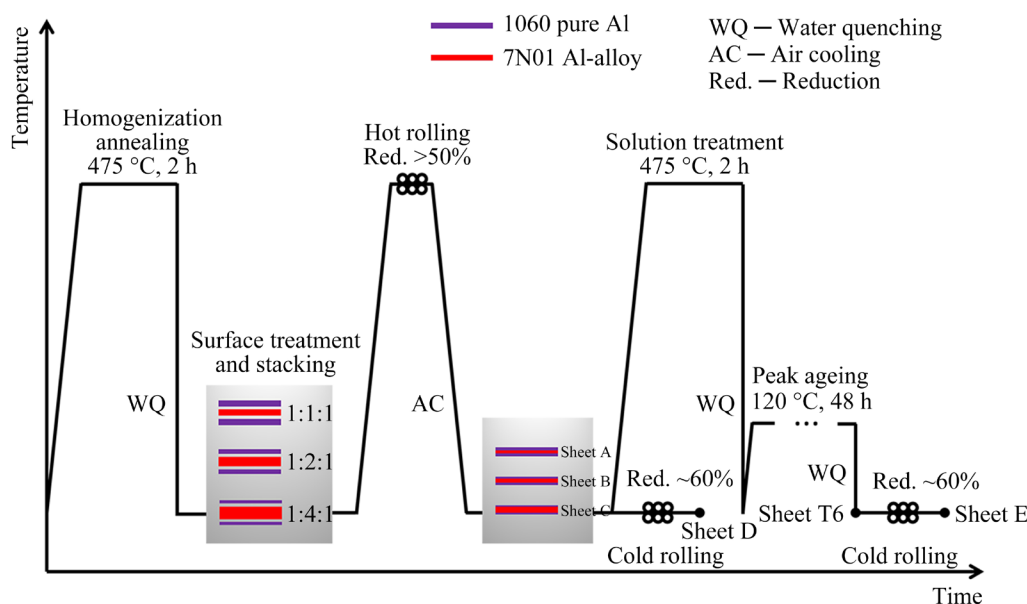 Temperature
1060 pure Al
7N01 Al-alloy
WQ — Water quenching
AC — Air cooling
Red. — Reduction
Homogenization
annealing
475 °C, 2 h
Hot rolling
Red. >50%
Solution treatment
475 °C, 2 h
Surface treatment
and stacking
WQ
1:1:1
1:2:1
1:4:1
AC
Sheet A
Sheet B
Sheet C
WQ
Peak ageing
120 °C, 48 h
...
WQ
Red. ~60%
Sheet D
Cold rolling
Sheet T6
Red. ~60%
Sheet E
Cold rolling
Time